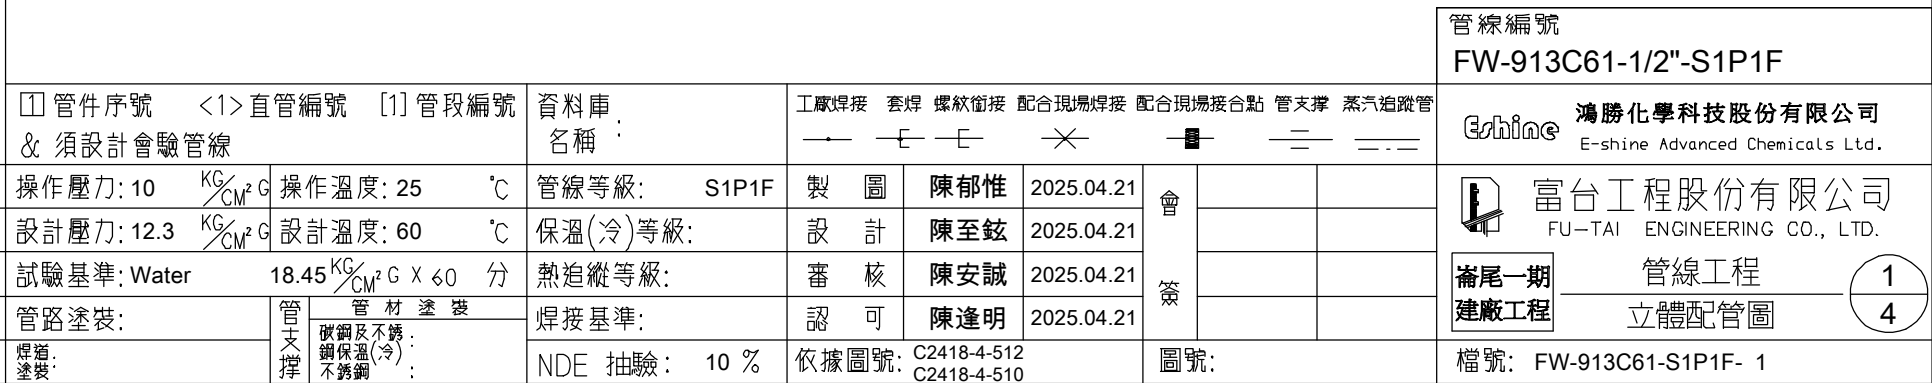 管線編號
FW-913C61-1/2"-S1P1F
1 管件序號 <1>直管編號 [1]管段編號
& 須設計會驗管線
資料庫
名稱 :
工廠焊接 套焊 螺紋銜接 配合現場焊接 配合現場接合點 管支撐 蒸汽追蹤管
Eshine 鴻勝化學科技股份有限公司
E-shine Advanced Chemicals Ltd.
操作壓力: 10 KG/CM² G 操作溫度: 25 °C 管線等級: S1P1F 製 圖 陳郁惟 2025.04.21
設計壓力: 12.3 KG/CM² G 設計溫度: 60 °C 保溫(冷)等級: 設 計 陳至鉉 2025.04.21
試驗基準: Water 18.45 KG/CM² G X 60 分 熱追縱等級: 審 核 陳安誠 2025.04.21
管路塗裝: 管支撐 管材塗裝 焊接基準: 認 可 陳逢明 2025.04.21
會簽
碳鋼及不銹
鋼保溫(冷) :
不銹鋼 :
焊道
塗裝 :
NDE 抽驗: 10 % 依據圖號: C2418-4-512
C2418-4-510
圖號:
富台工程股份有限公司
FU-TAI ENGINEERING CO., LTD.
崙尾一期
建廠工程
管線工程
立體配管圖
1
4
檔號: FW-913C61-S1P1F- 1